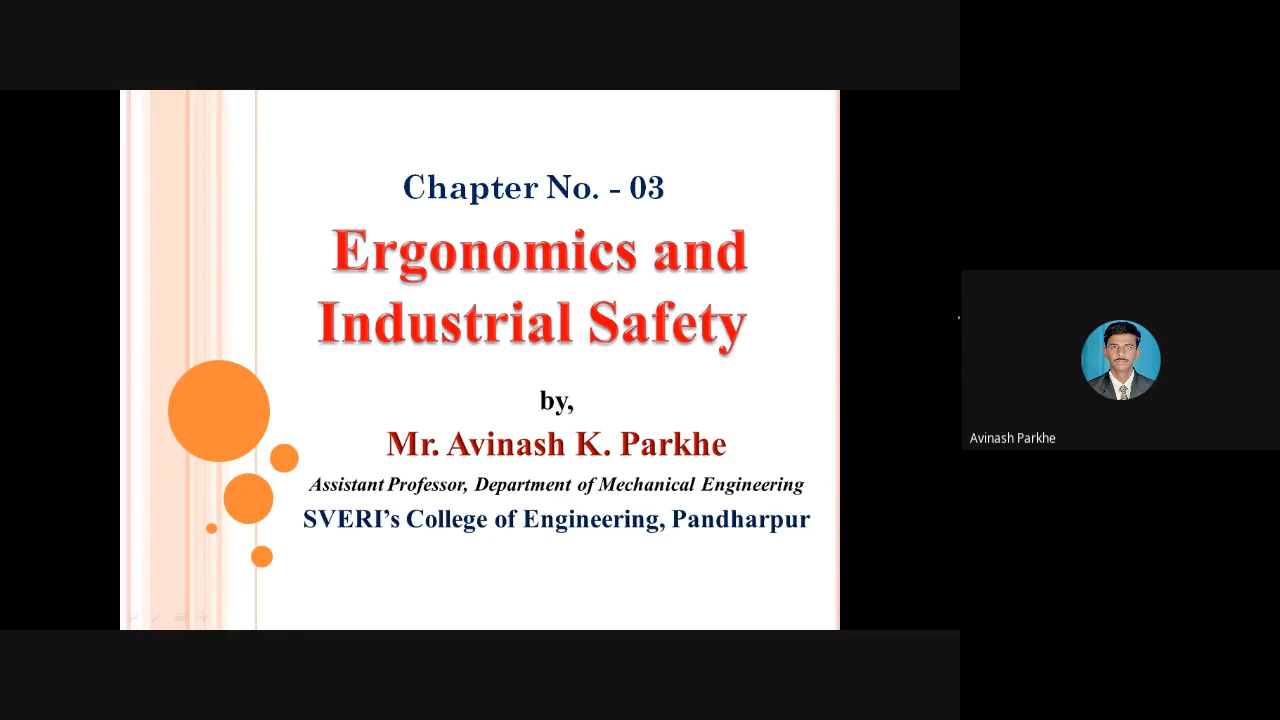 Chapter No. - 03
Ergonomics and
Industrial Safety
by,
Mr. Avinash K. Parkhe
Assistant Professor, Department of Mechanical Engineering
SVERI’s College of Engineering, Pandharpur
Avinash Parkhe